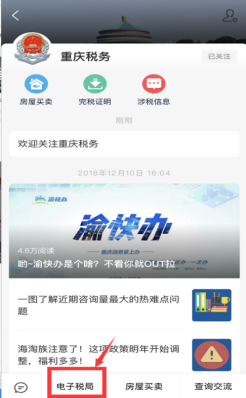 重庆税务
已关注
房屋买卖
完税证明
涉税信息
刚刚
欢迎关注重庆税务
2018年12月10日 16:04
渝快办
渝快办
4.6万阅读
哟~渝快办是个啥？不看你就OUT拉
一图了解近期咨询量最大的热难点问
题
海淘族注意了！这项政策明年开始调
整，福利多多！
电子税局
房屋买卖
查询交流